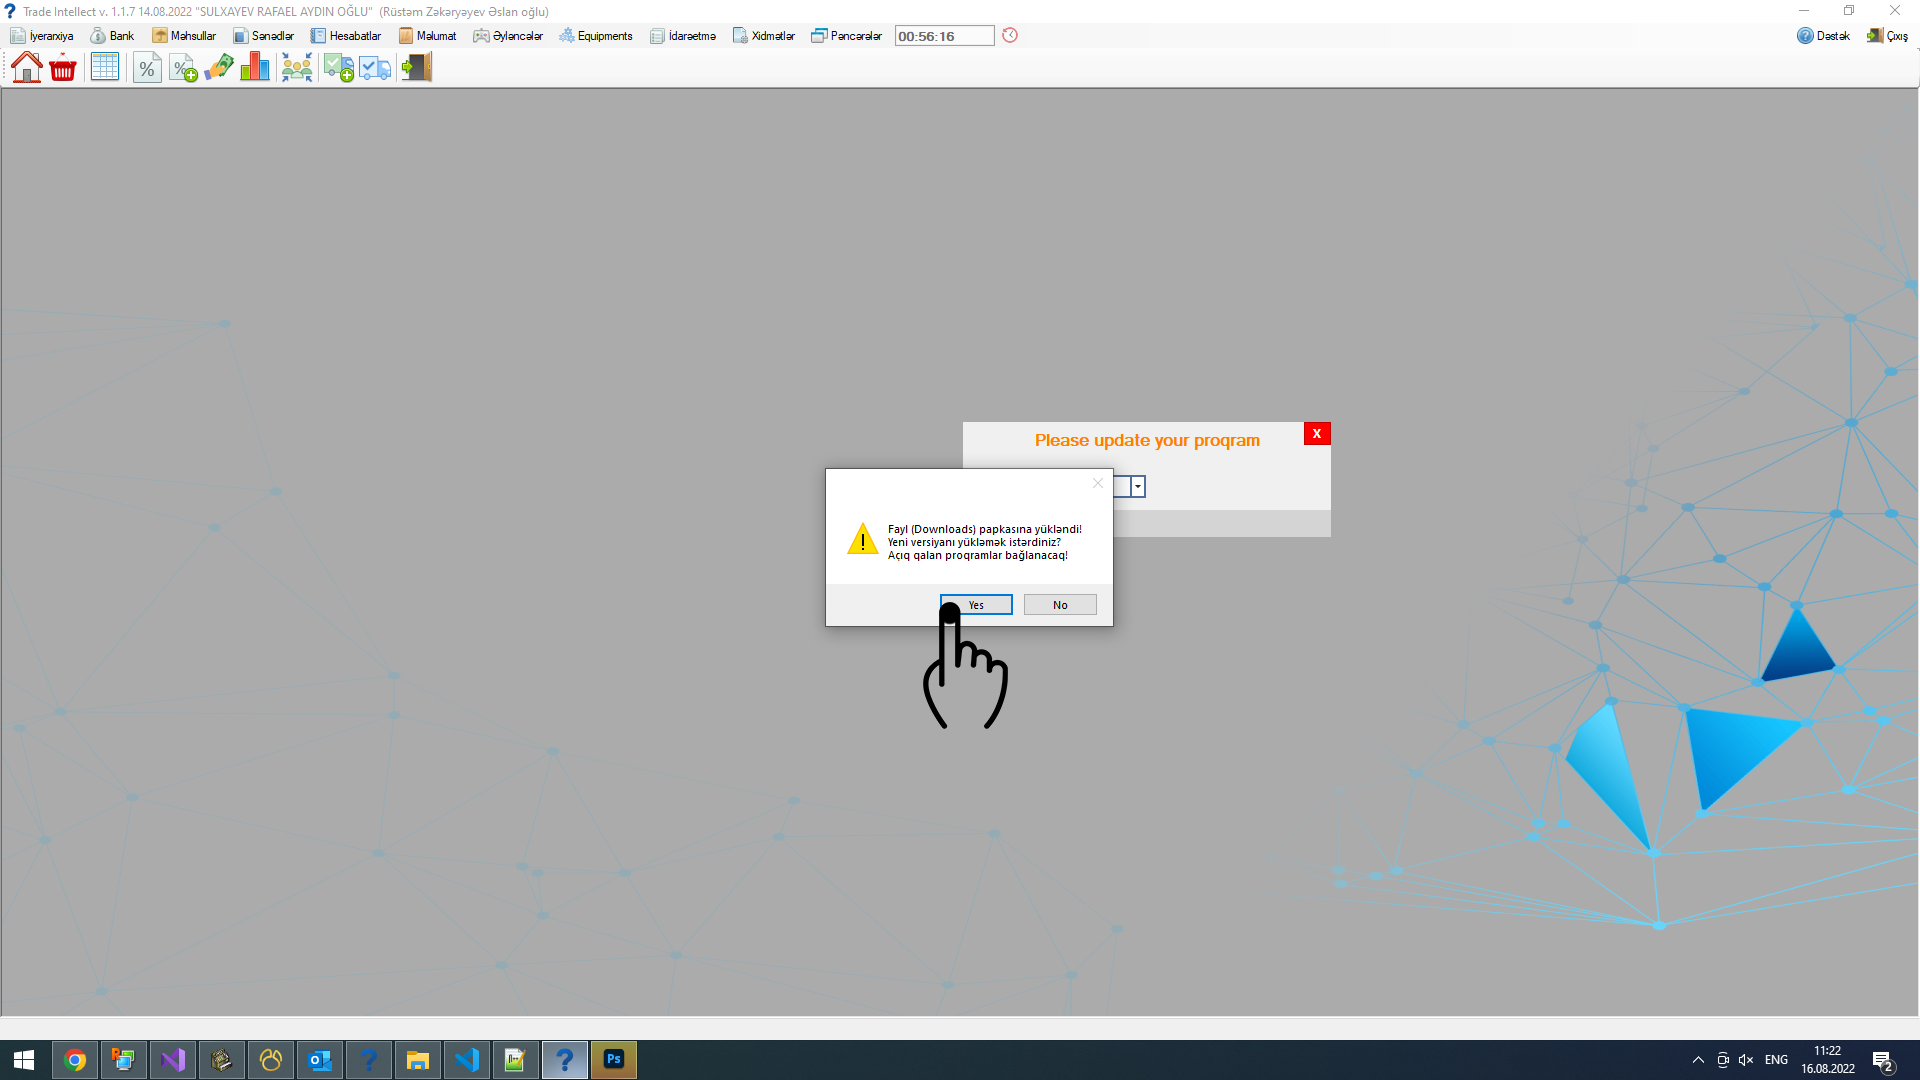 Trade Intellect v. 1.1.7 14.08.2022 "SULXAYEV RAFAEL AYDIN OĞLU" (Rüstəm Zəkəryəyev Əslan oğlu)
İyerarxiya Bank Məhsullar Sənədlər Hesabatlar Məlumat Əyləncələr Equipments İdarəetmə Xidmətlər Pəncərələr 00:56:16 Dəstək Çıxış
Please update your proqram X
Fayl (Downloads) papkasına yükləndi!
Yeni versiyanı yükləmək istərdiniz?
Açıq qalan proqramlar bağlanacaq!
Yes No
ENG
11:22
16.08.2022
2
Ps